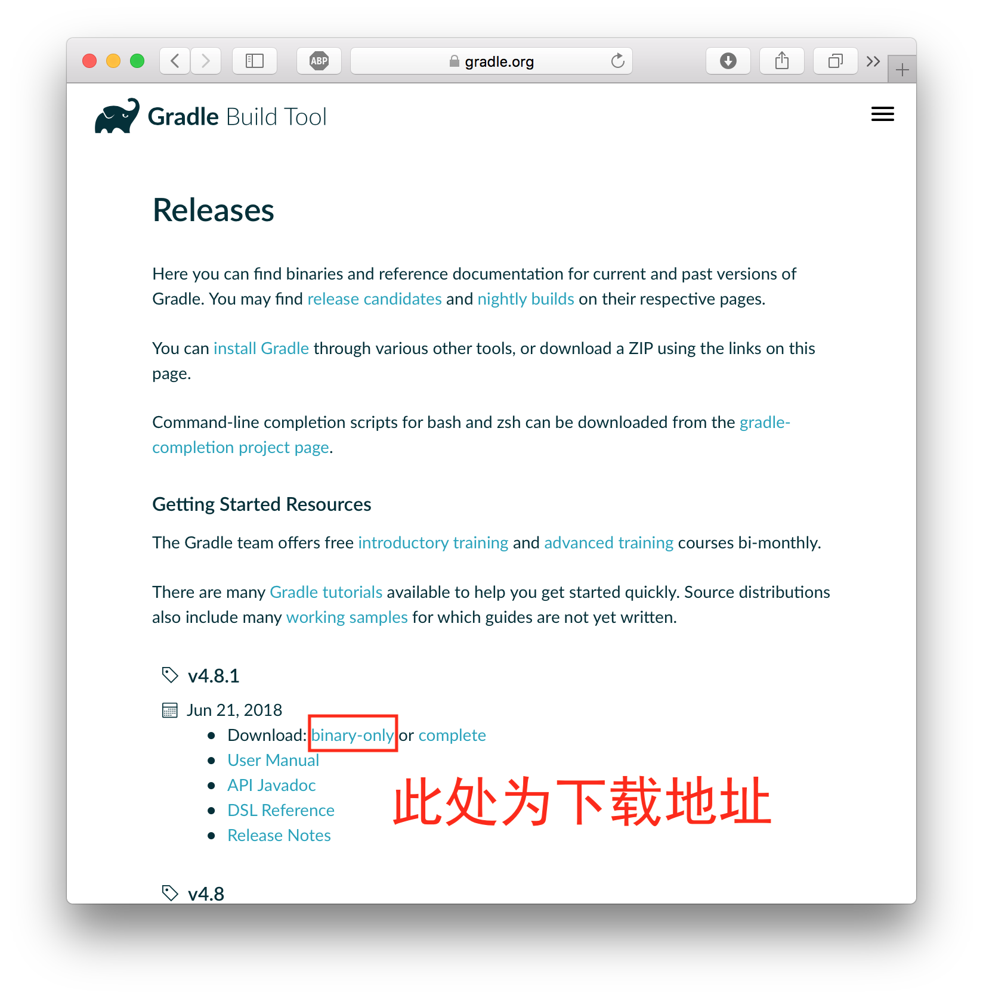 ABP
gradle.org
Gradle Build Tool
Releases
Here you can find binaries and reference documentation for current and past versions of
Gradle. You may find release candidates and nightly builds on their respective pages.
You can install Gradle through various other tools, or download a ZIP using the links on this
page.
Command-line completion scripts for bash and zsh can be downloaded from the gradle-
completion project page.
Getting Started Resources
The Gradle team offers free introductory training and advanced training courses bi-monthly.
There are many Gradle tutorials available to help you get started quickly. Source distributions
also include many working samples for which guides are not yet written.
v4.8.1
Jun 21, 2018
Download: binary-only or complete
User Manual
API Javadoc
DSL Reference
Release Notes
此处为下载地址
v4.8